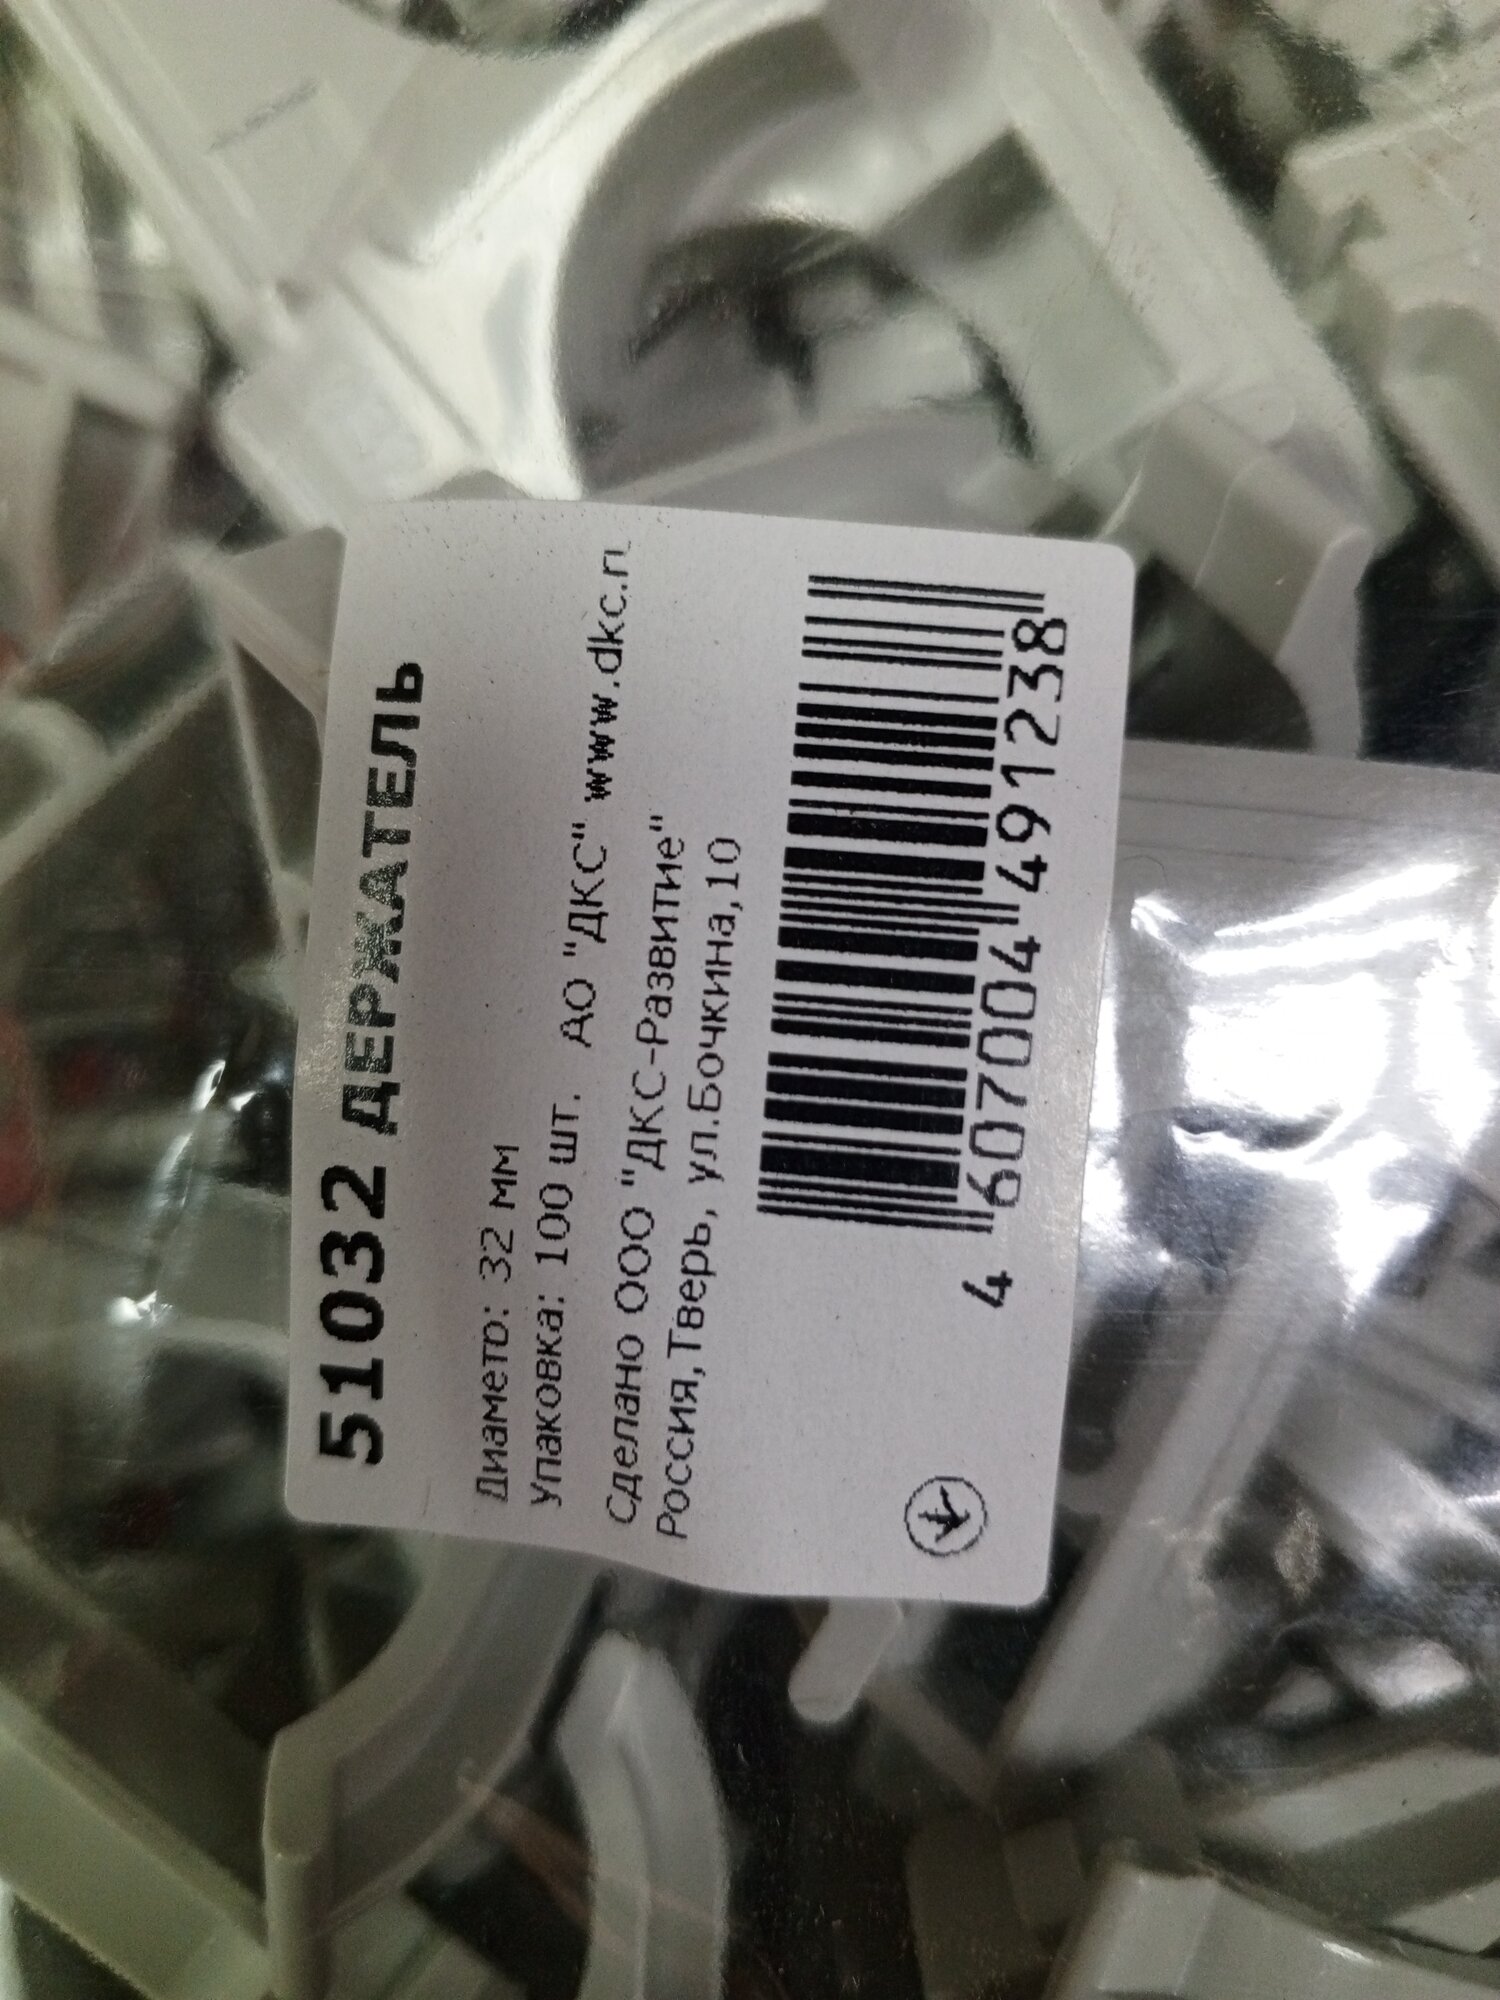 51032 ДЕРЖАТЕЛЬ
Диаметр: 32 мм
Упаковка: 100 шт. АО "ДКС" www.dkc.ru
Сделано ООО "ДКС-Развитие"
Россия,Тверь, ул.Бочкина,10
4 607004 491238